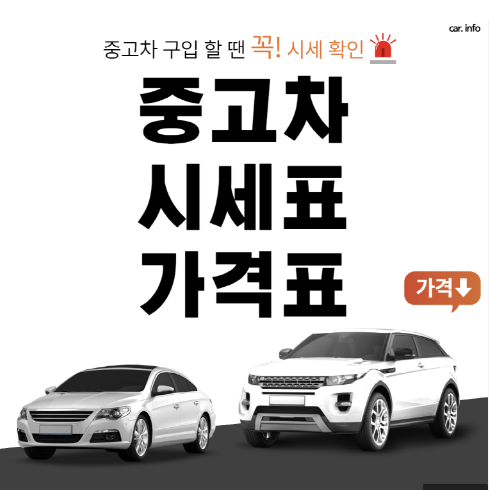 car. info
중고차 구입 할 땐 꼭! 시세 확인
중고차
시세표
가격표
가격